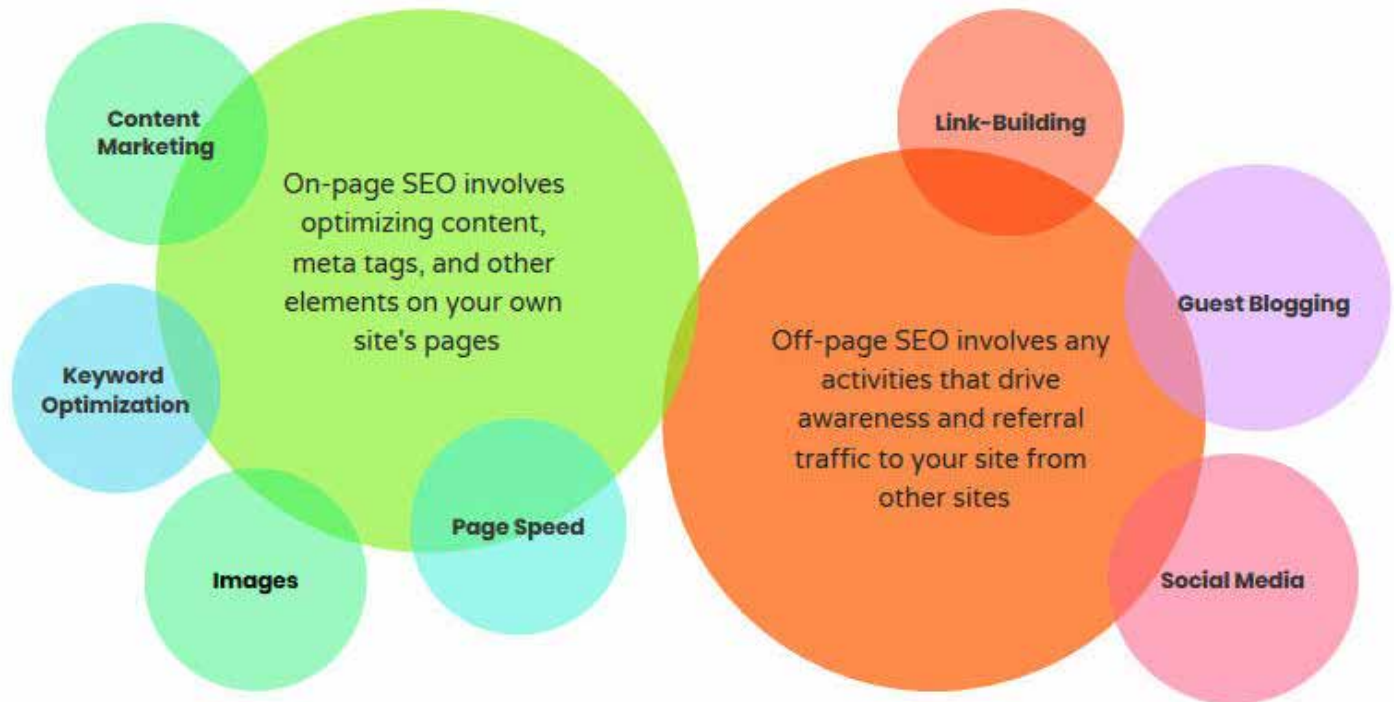 Content
Marketing
On-page SEO involves
optimizing content,
meta tags, and other
elements on your own
site's pages
Keyword
Optimization
Images
Page Speed
Link-Building
Guest Blogging
Off-page SEO involves any
activities that drive
awareness and referral
traffic to your site from
other sites
Social Media